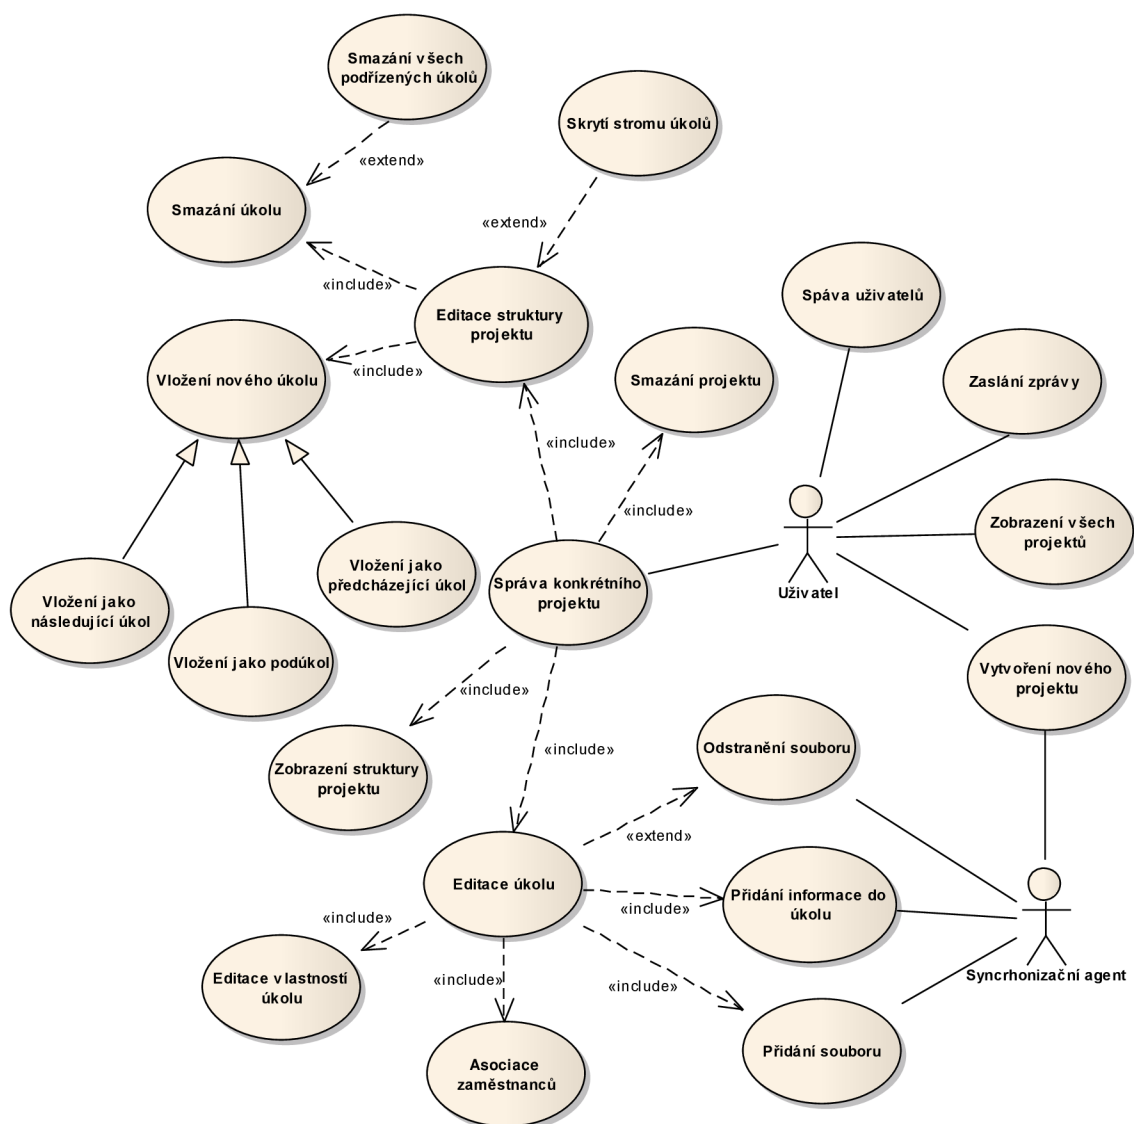 Smazání všech
podřízených úkolů
Skrytí stromu úkolů
«extend»
Smazání úkolu
«extend»
«include»
Spáva uživatelů
Editace struktury
projektu
Vložení nového úkolu
«include»
Smazání projektu
Zaslání zprávy
«include»
«include»
Zobrazení všech
projektů
Vložení jako
předcházející úkol
Správa konkrétního
projektu
Uživatel
Vložení jako
následující úkol
Vložení jako podúkol
Vytvoření nového
projektu
«include»
Zobrazení struktury
projektu
«include»
Odstranění souboru
«extend»
Editace úkolu
Přidání informace do
úkolu
«include»
«include»
Editace vlastností
úkolu
«include»
«include»
Syncrhonizační agent
Přidání souboru
Asociace
zaměstnanců